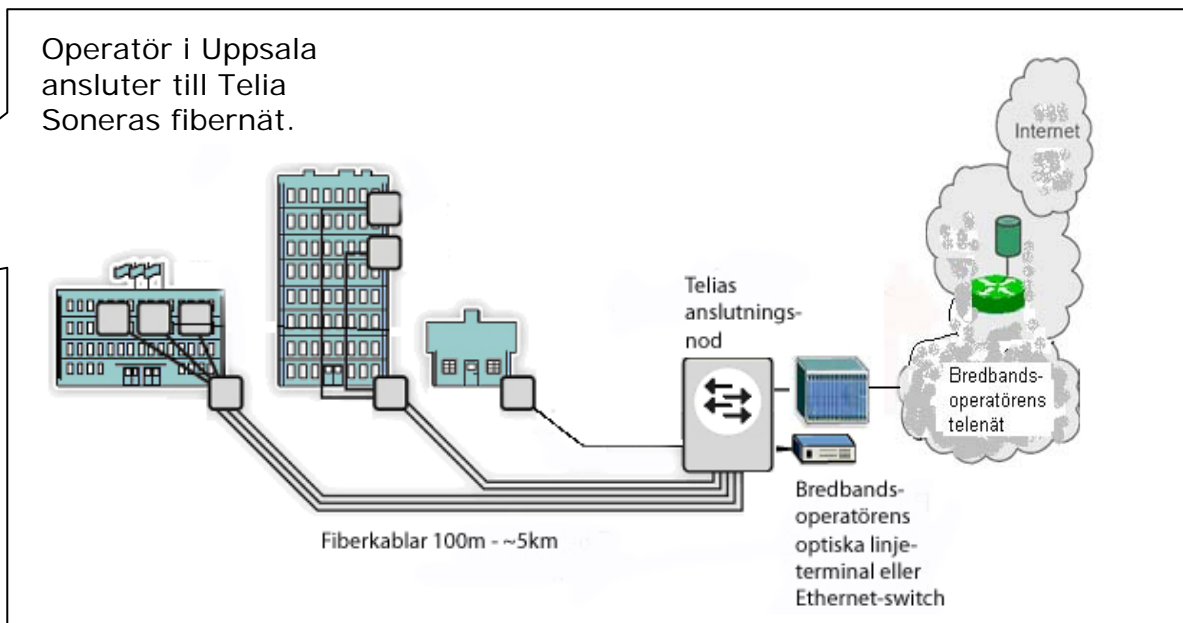 Operatör i Uppsala
ansluter till Telia
Soneras fibernät.
Internet
Telias
anslutnings-
nod
Bredbands-
operatörens
telenät
Bredbands-
operatörens
optiska linje-
terminal eller
Ethernet-switch
Fiberkablar 100m - ~5km